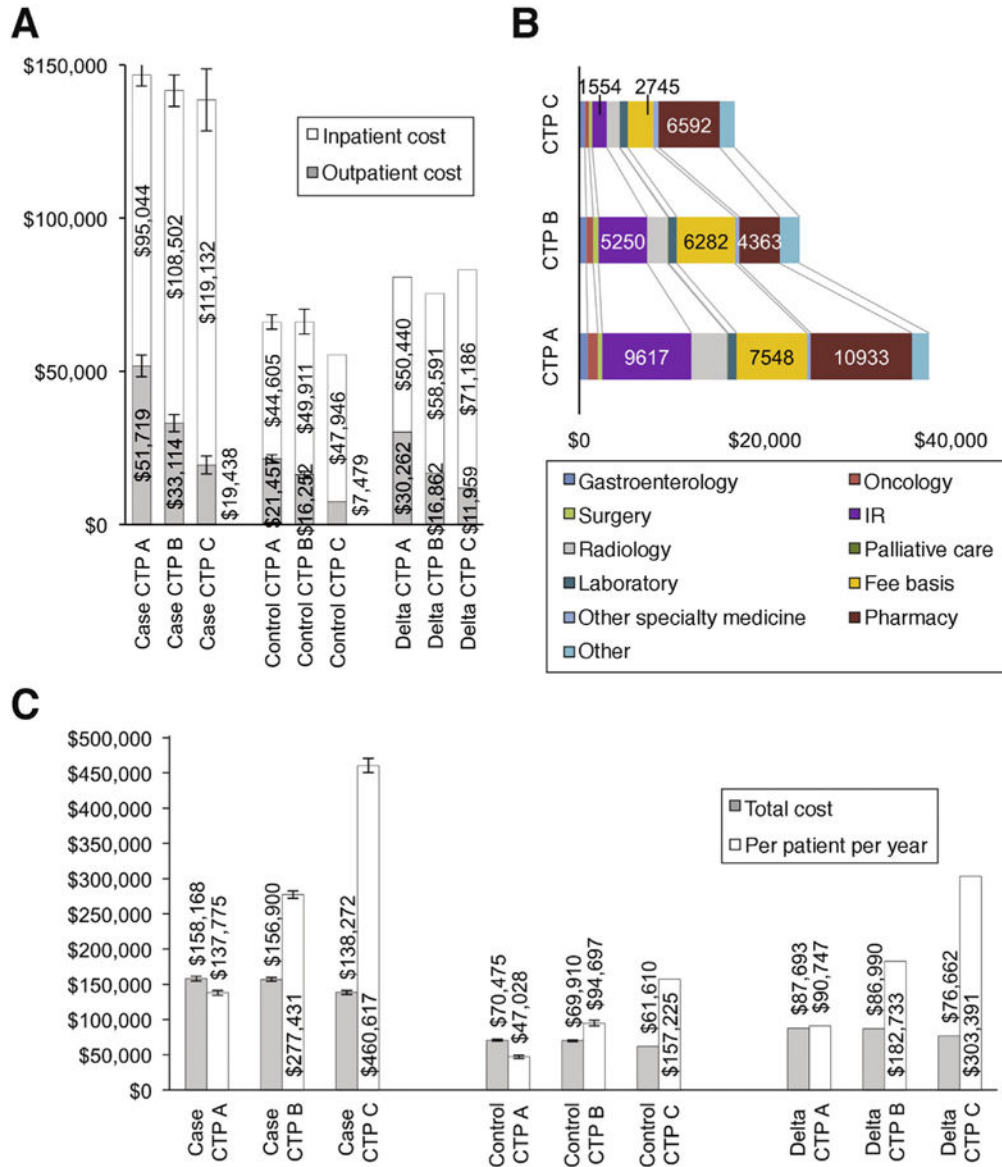 A
$150,000
$100,000
$50,000
$0
$95,044
$51,719
$108,502
$33,114
$119,132
$19,438
$44,605
$21,457
$49,911
$16,252
$47,946
$7,479
$50,440
$30,262
$58,591
$16,862
$71,186
$11,959
Inpatient cost
Outpatient cost
Case CTP A
Case CTP B
Case CTP C
Control CTP A
Control CTP B
Control CTP C
Delta CTP A
Delta CTP B
Delta CTP C
B
CTP C
1554
2745
6592
CTP B
5250
6282
4363
CTP A
9617
7548
10933
$0
$20,000
$40,000
Gastroenterology
Oncology
Surgery
IR
Radiology
Palliative care
Laboratory
Fee basis
Other specialty medicine
Pharmacy
Other
C
$500,000
$450,000
$400,000
$350,000
$300,000
$250,000
$200,000
$150,000
$100,000
$50,000
$0
$158,168
$137,775
$156,900
$277,431
$138,272
$460,617
$70,475
$47,028
$69,910
$94,697
$61,610
$157,225
$87,693
$90,747
$86,990
$182,733
$76,662
$303,391
Total cost
Per patient per year
Case
CTP A
Case
CTP B
Case
CTP C
Control
CTP A
Control
CTP B
Control
CTP C
Delta
CTP A
Delta
CTP B
Delta
CTP C